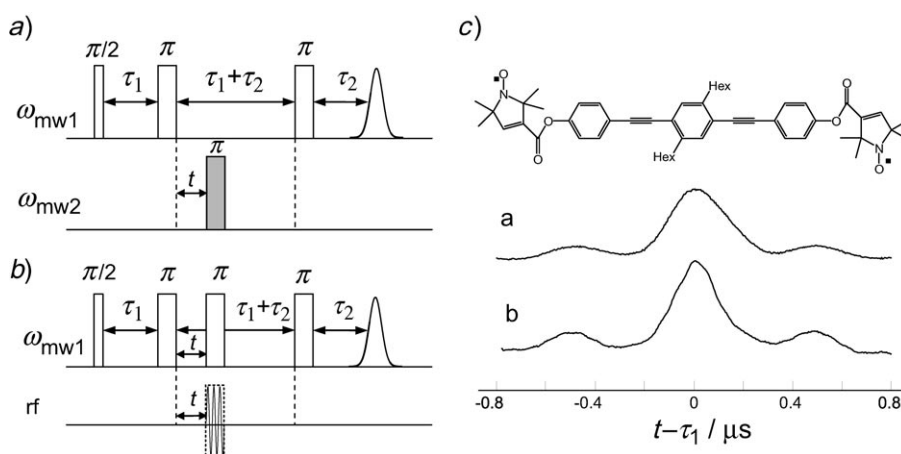 a)
π/2 π π
τ1 τ1+τ2 τ2
ωmw1
π
t
ωmw2
b)
π/2 π π π
τ1 τ1+τ2 τ2
ωmw1
t
rf
t
c)
O
N
Hex
O
O
O
O
Hex
N
O
a
b
-0.8 -0.4 0 0.4 0.8
t–τ1 / μs